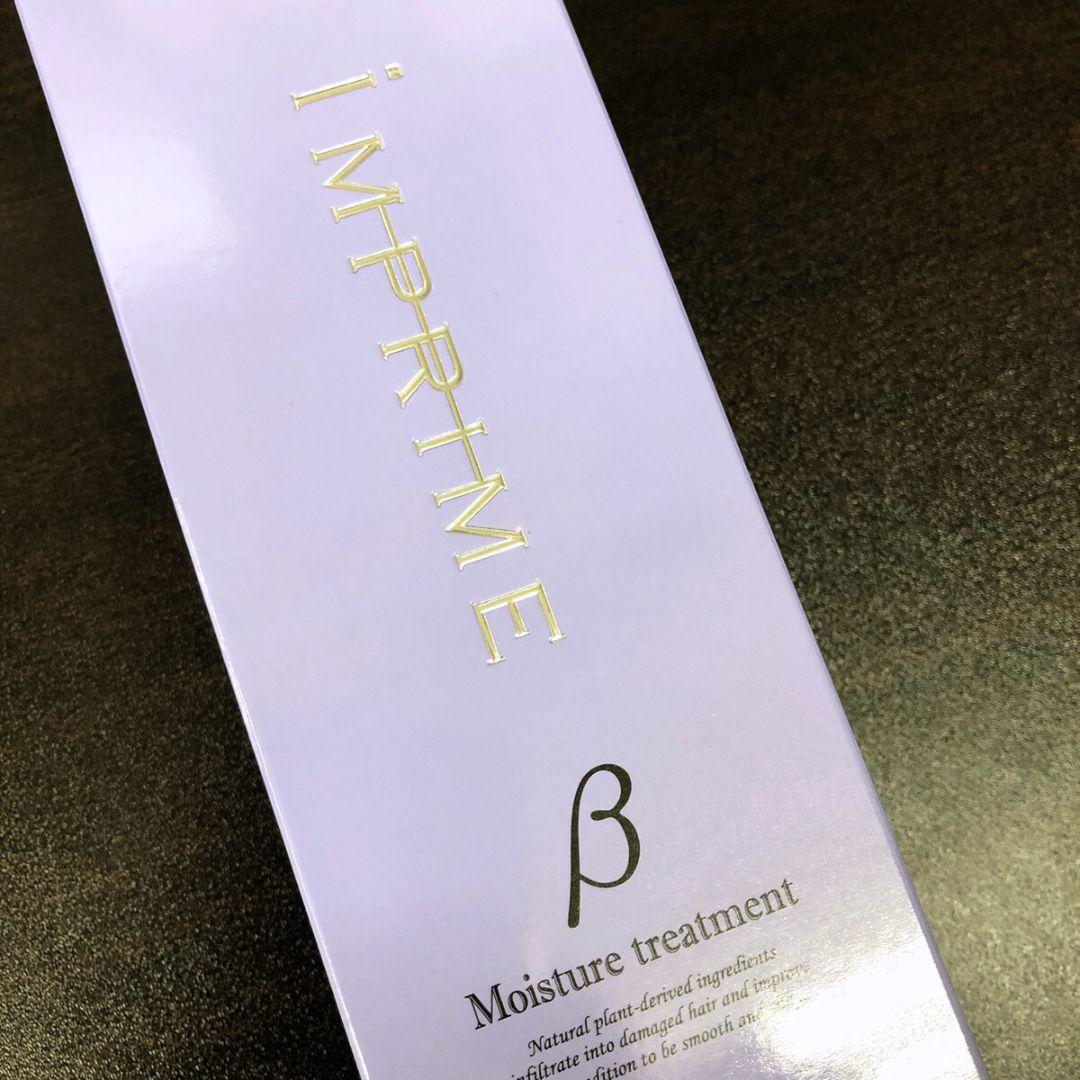 iMPRIME
β
Moisture treatment
Natural plant-derived ingredients
infiltrate into damaged hair and improve
condition to be smooth and